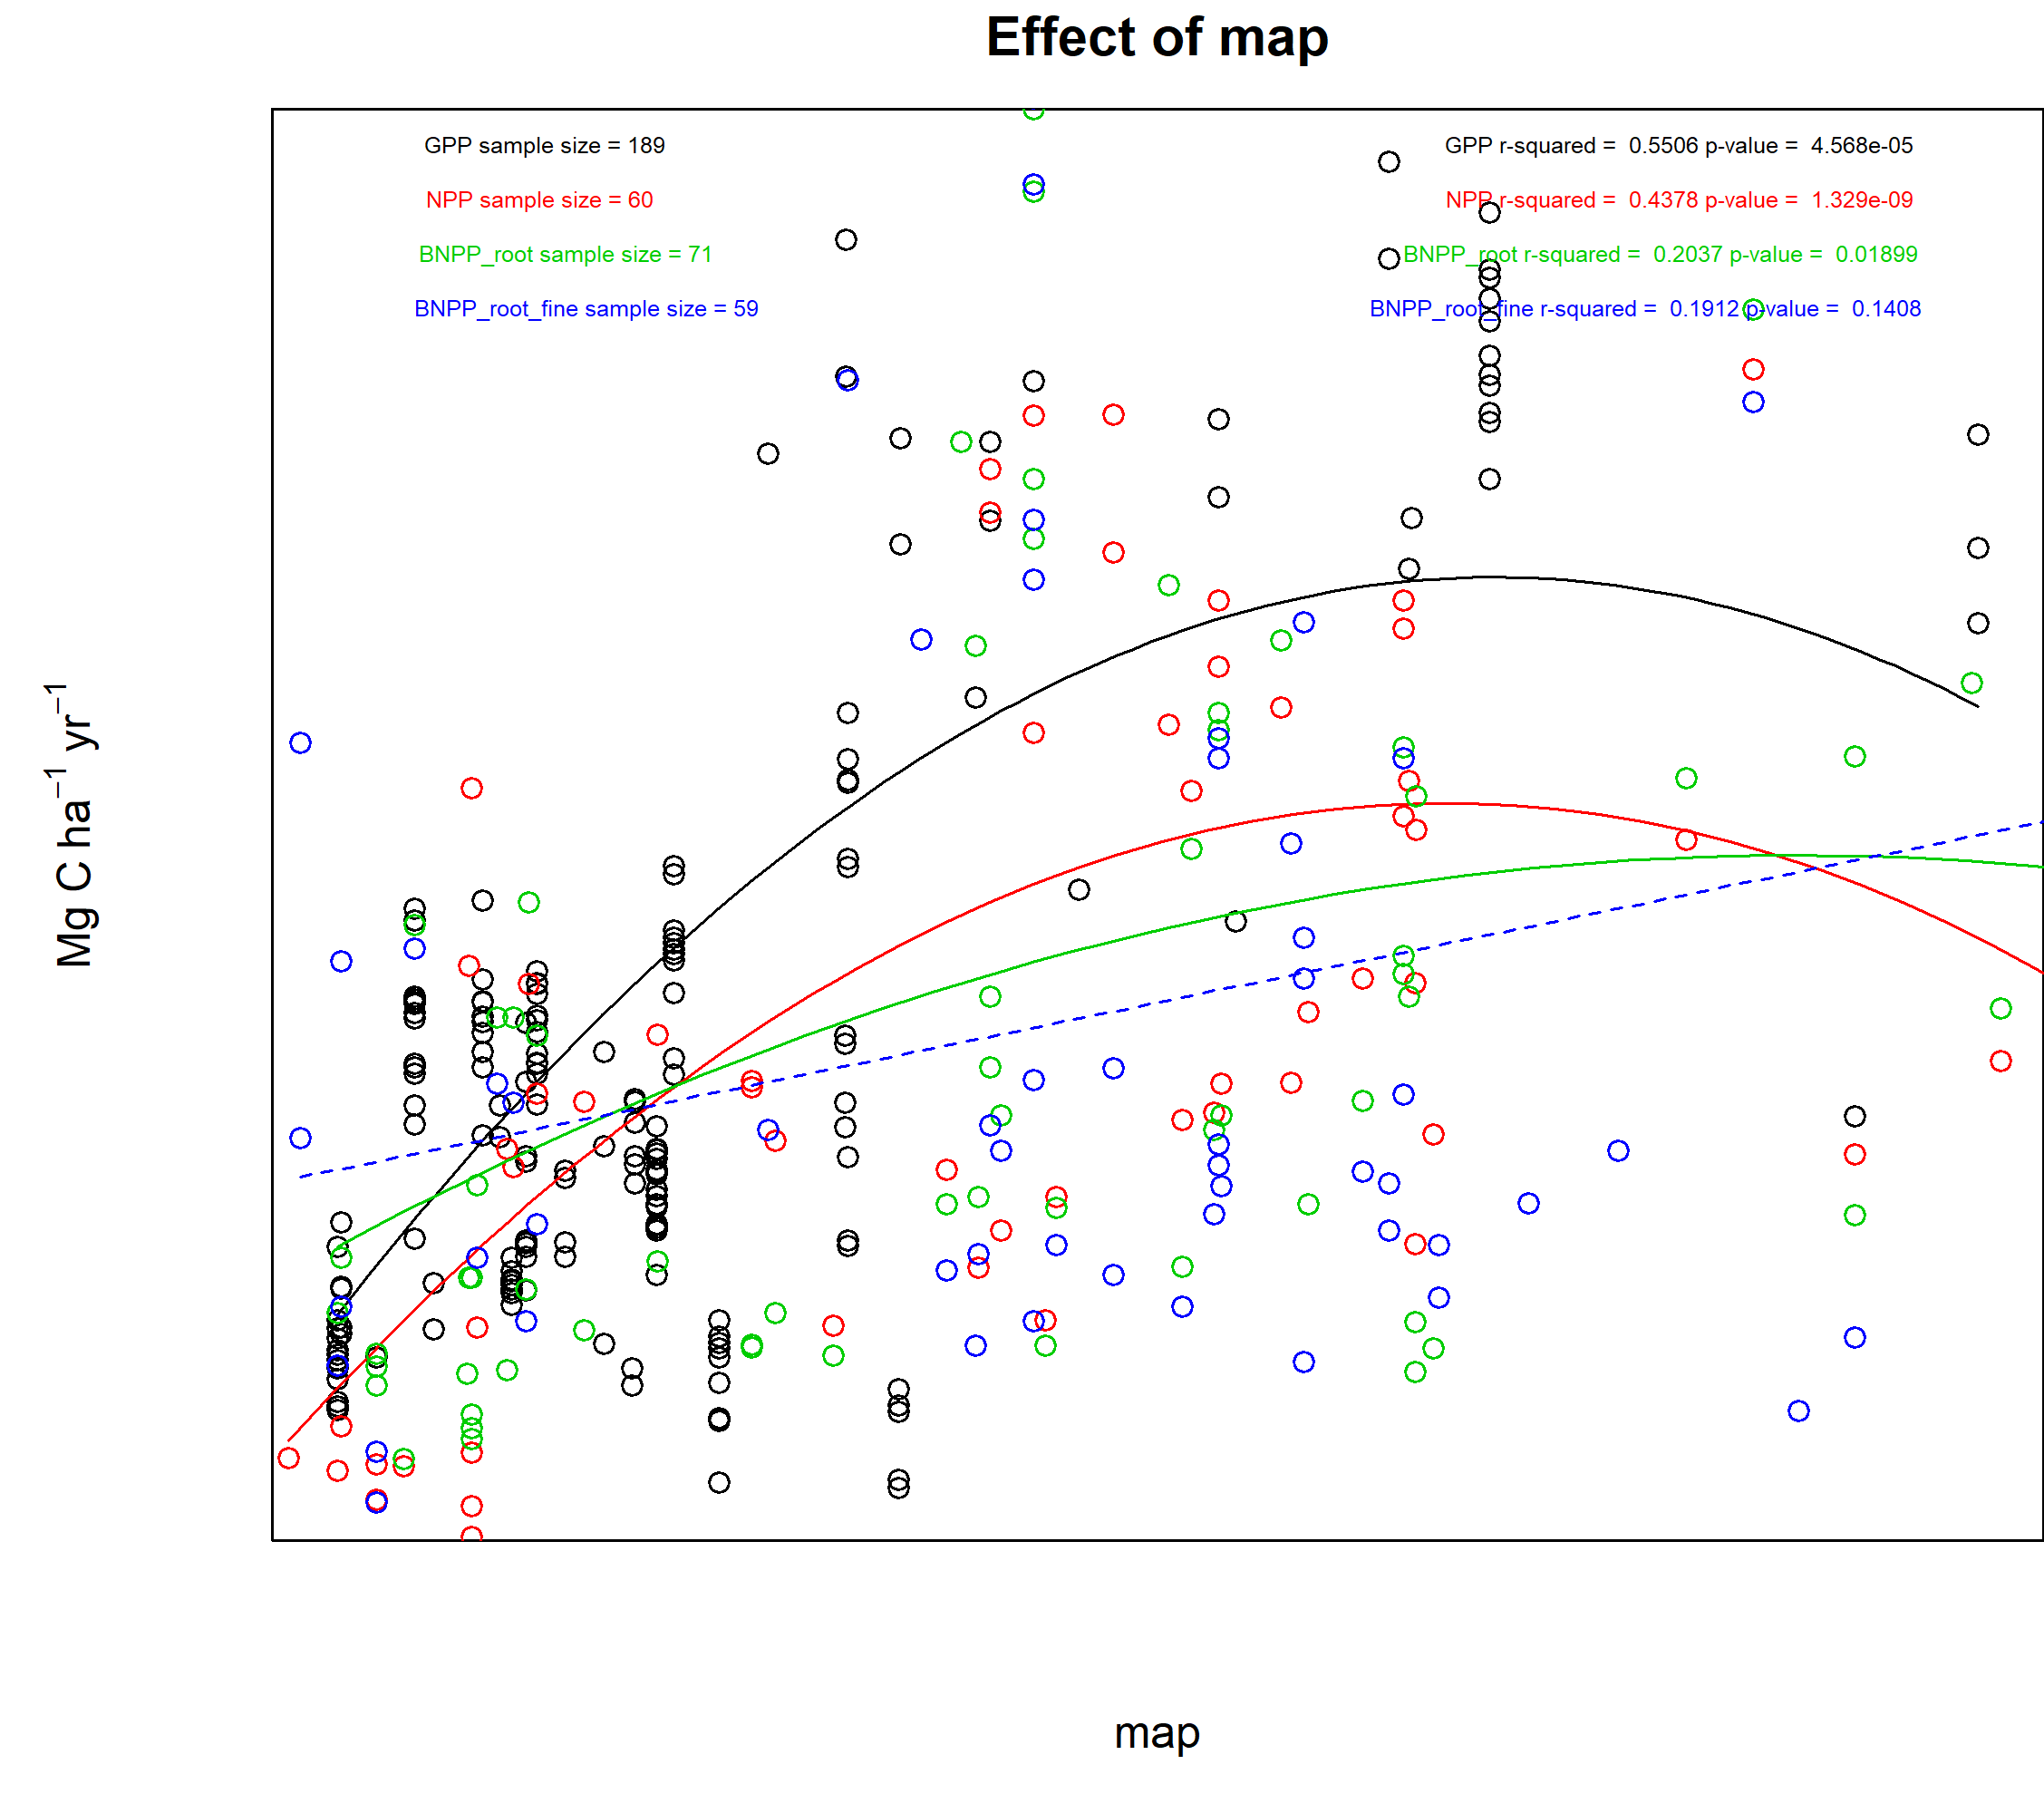 Effect of map
GPP sample size = 189
NPP sample size = 60
BNPP_root sample size = 71
BNPP_root_fine sample size = 59
GPP r-squared = 0.5506 p-value = 4.568e-05
NPP r-squared = 0.4378 p-value = 1.329e-09
BNPP_root r-squared = 0.2037 p-value = 0.01899
BNPP_root_fine r-squared = 0.1912 p-value = 0.1408
Mg C ha⁻¹ yr⁻¹
map